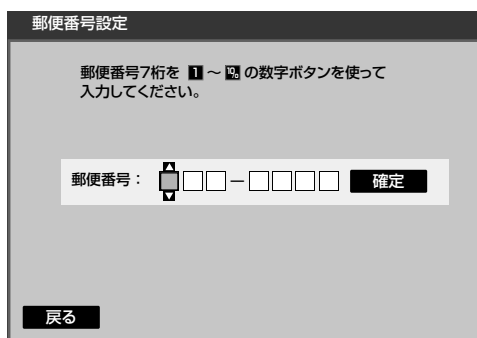 郵便番号設定
郵便番号7桁を 1 ～ 10 の数字ボタンを使って
入力してください。
郵便番号： － 確定
戻る